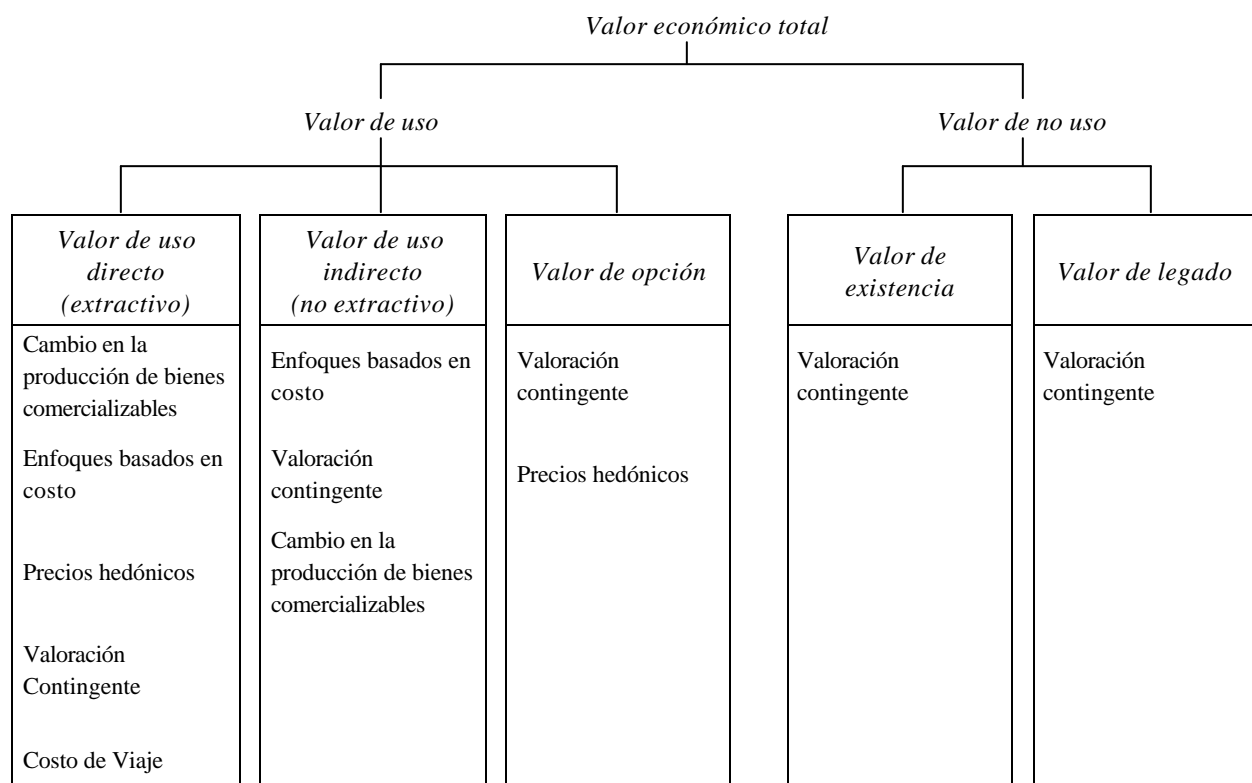 Valor económico total
Valor de uso
Valor de no uso
Valor de uso
directo
(extractivo)
Valor de uso
indirecto
(no extractivo)
Valor de opción
Valor de
existencia
Valor de legado
Cambio en la
producción de bienes
comercializables
Enfoques basados en
costo
Precios hedónicos
Valoración
Contingente
Costo de Viaje
Enfoques basados en
costo
Valoración
contingente
Cambio en la
producción de bienes
comercializables
Valoración
contingente
Precios hedónicos
Valoración
contingente
Valoración
contingente